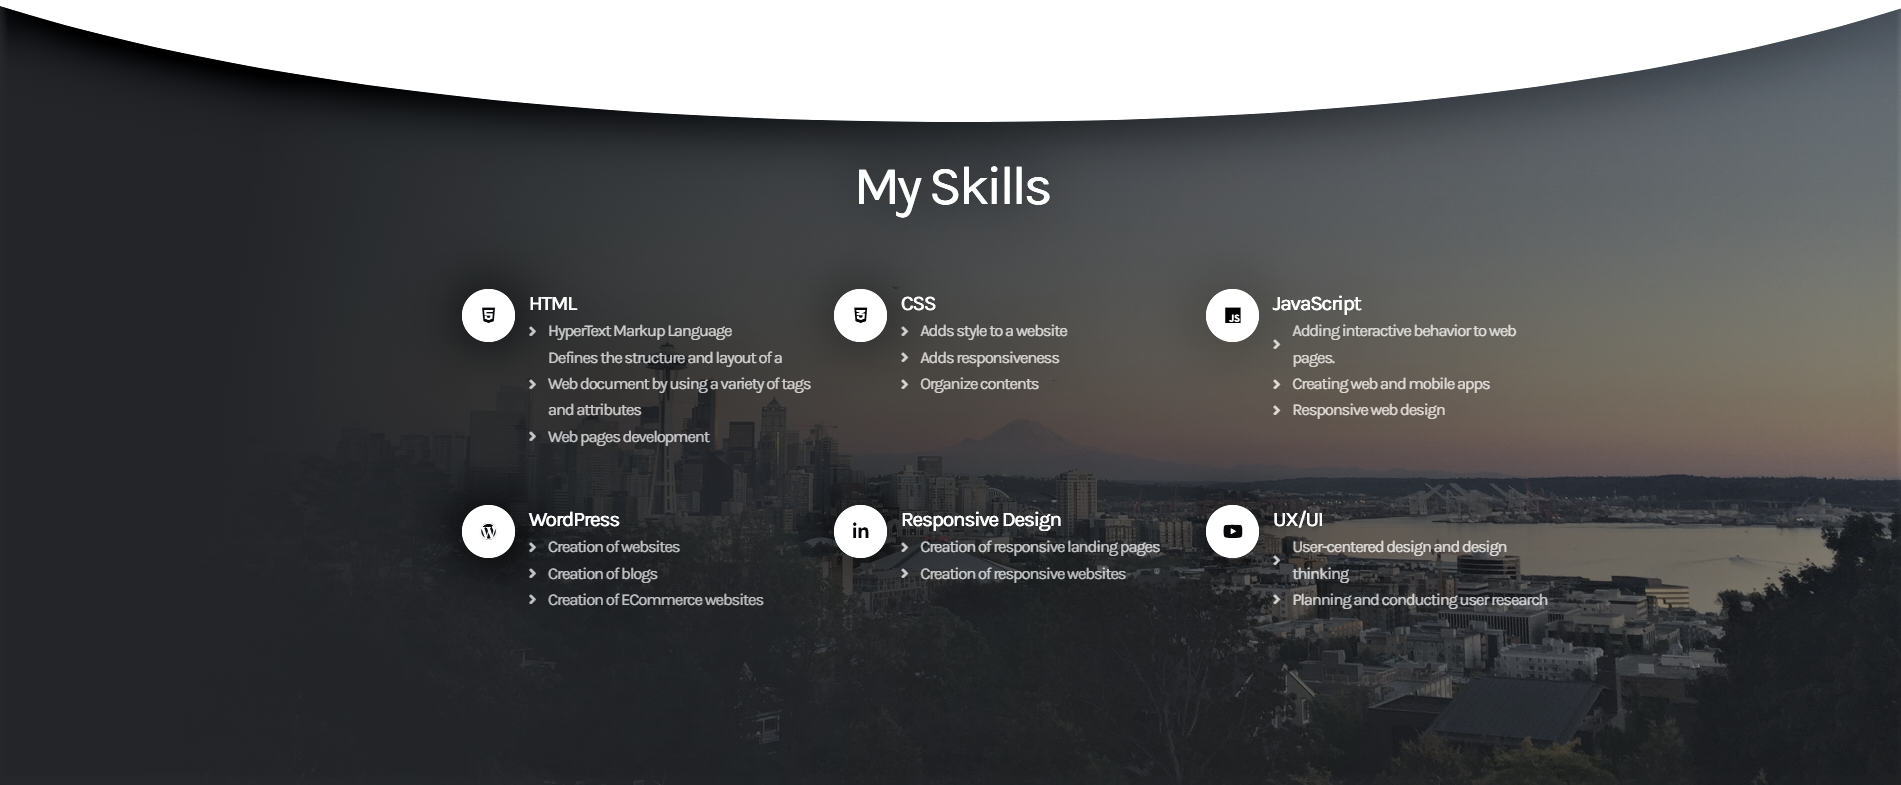 My Skills
HTML
HyperText Markup Language
Defines the structure and layout of a
Web document by using a variety of tags
and attributes
Web pages development
CSS
Adds style to a website
Adds responsiveness
Organize contents
JS
JavaScript
Adding interactive behavior to web
pages.
Creating web and mobile apps
Responsive web design
WordPress
Creation of websites
Creation of blogs
Creation of ECommerce websites
in
Responsive Design
Creation of responsive landing pages
Creation of responsive websites
UX/UI
User-centered design and design
thinking
Planning and conducting user research